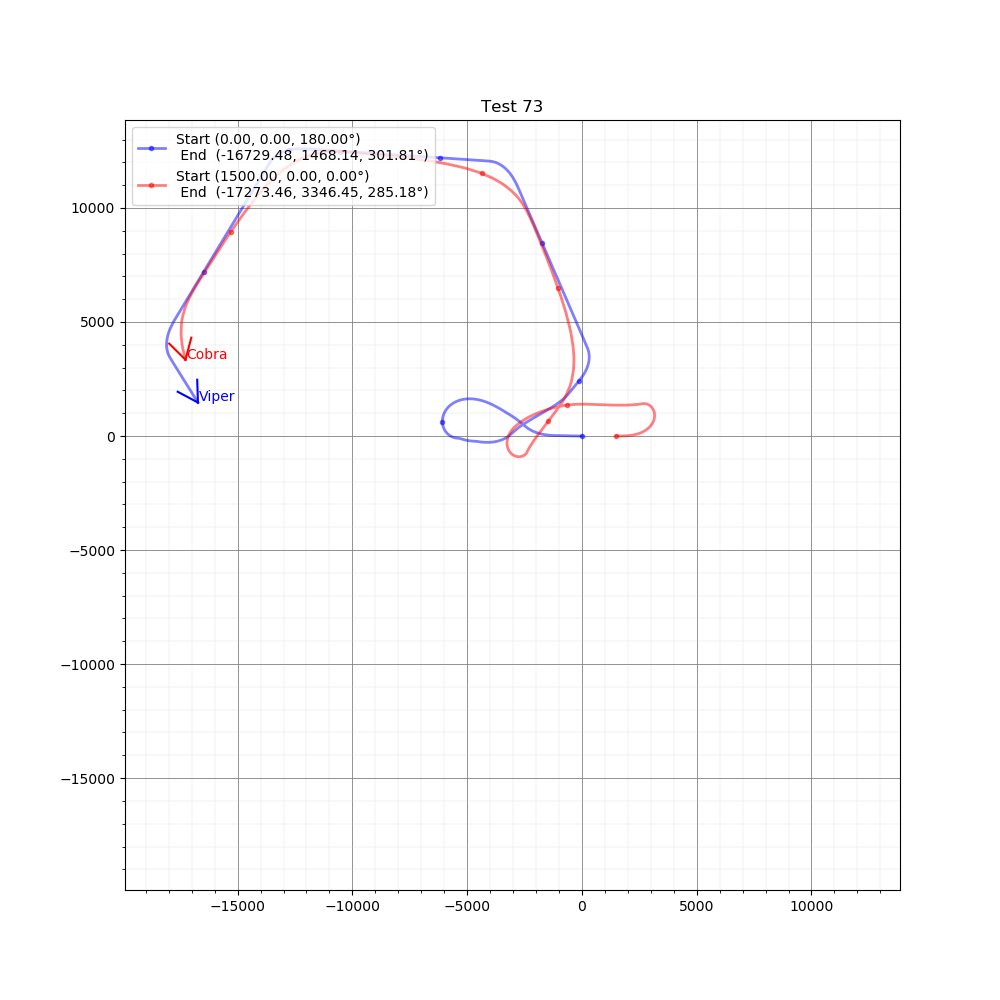 Test 73
Start (0.00, 0.00, 180.00°)
End (-16729.48, 1468.14, 301.81°)
Start (1500.00, 0.00, 0.00°)
End (-17273.46, 3346.45, 285.18°)
10000
5000
Cobra
Viper
0
−5000
−10000
−15000
−15000 −10000 −5000 0 5000 10000